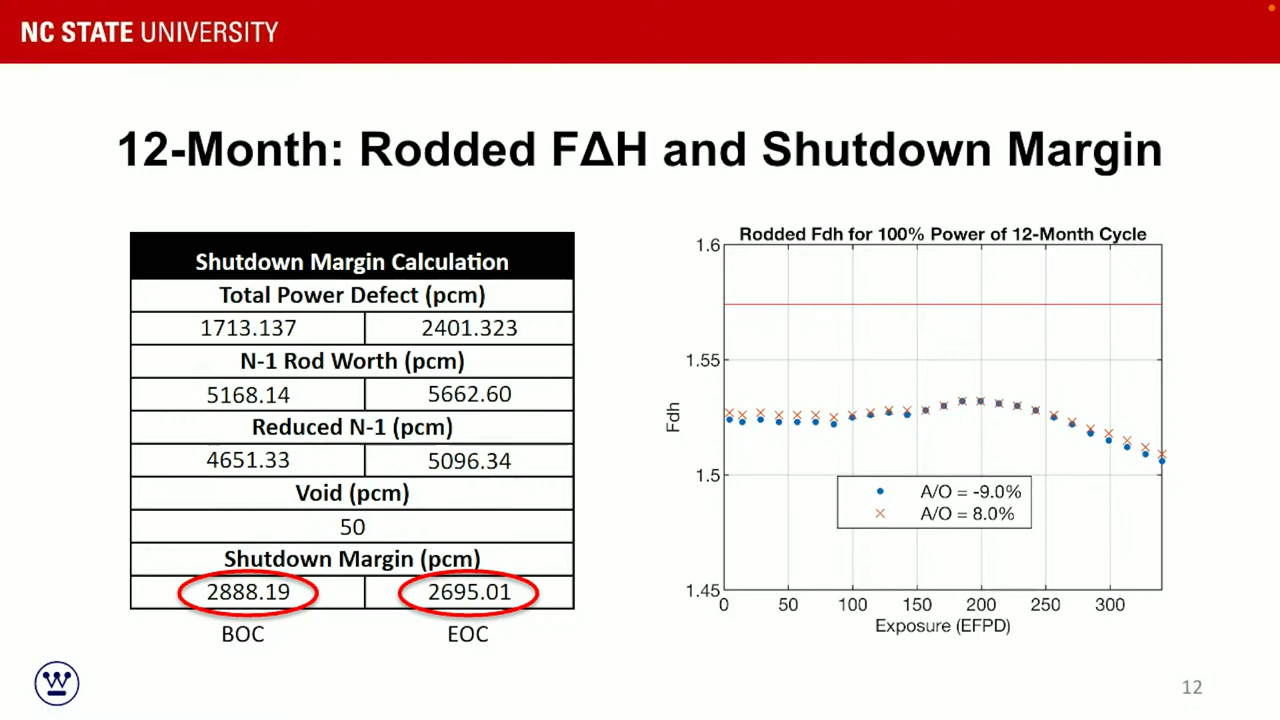 NC STATE UNIVERSITY
12-Month: Rodded FΔH and Shutdown Margin
Shutdown Margin Calculation
Total Power Defect (pcm)
1713.137 2401.323
N-1 Rod Worth (pcm)
5168.14 5662.60
Reduced N-1 (pcm)
4651.33 5096.34
Void (pcm)
50
Shutdown Margin (pcm)
2888.19 2695.01
BOC EOC
Rodded Fdh for 100% Power of 12-Month Cycle
1.6
1.55
1.5
1.45
Fdh
A/O = -9.0%
A/O = 8.0%
0 50 100 150 200 250 300
Exposure (EFPD)
W
12